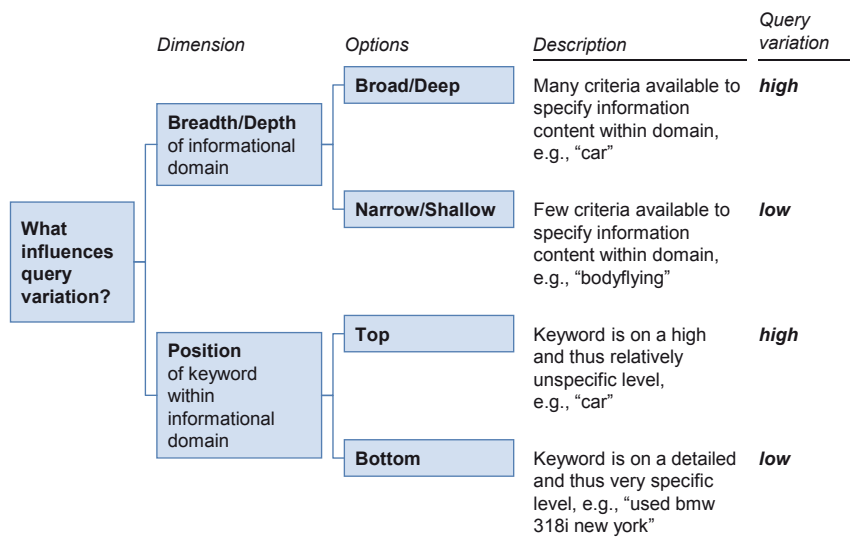 Dimension
Options
Description
Query
variation
What
influences
query
variation?
Breadth/Depth
of informational
domain
Broad/Deep
Many criteria available to
specify information
content within domain,
e.g., “car”
high
Narrow/Shallow
Few criteria available to
specify information
content within domain,
e.g., “bodyflying”
low
Position
of keyword
within
informational
domain
Top
Keyword is on a high
and thus relatively
unspecific level,
e.g., “car”
high
Bottom
Keyword is on a detailed
and thus very specific
level, e.g., “used bmw
318i new york”
low